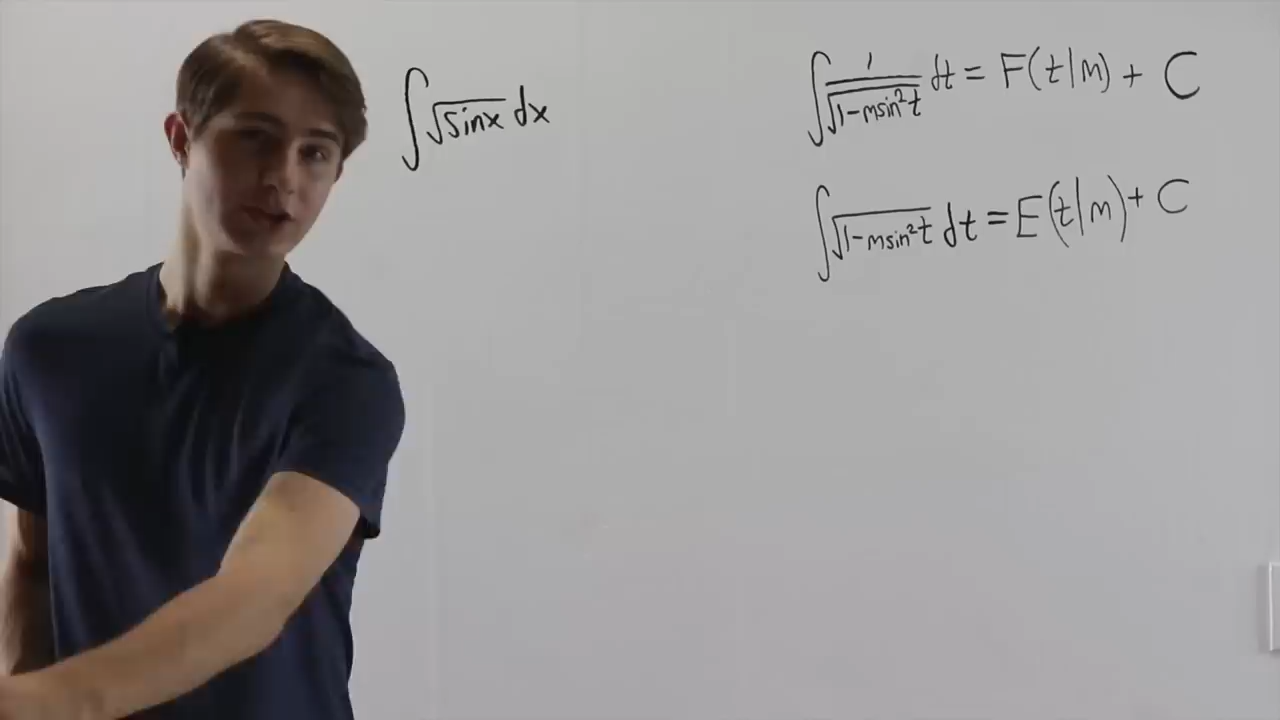 ∫√sinx dx
∫ 1/√(1-msin²t) dt = F(t|m) + C
∫√(1-msin²t) dt = E(t|m) + C